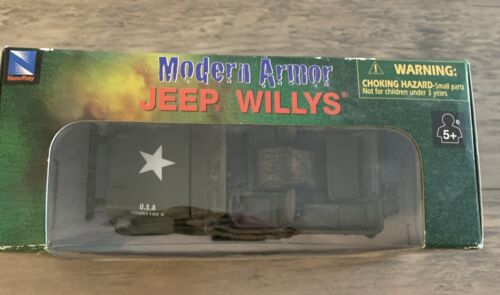 NewRay
Modern Armor
JEEP® WILLYS®
WARNING:
CHOKING HAZARD-Small parts
Not for children under 3 years
5+
U.S.A